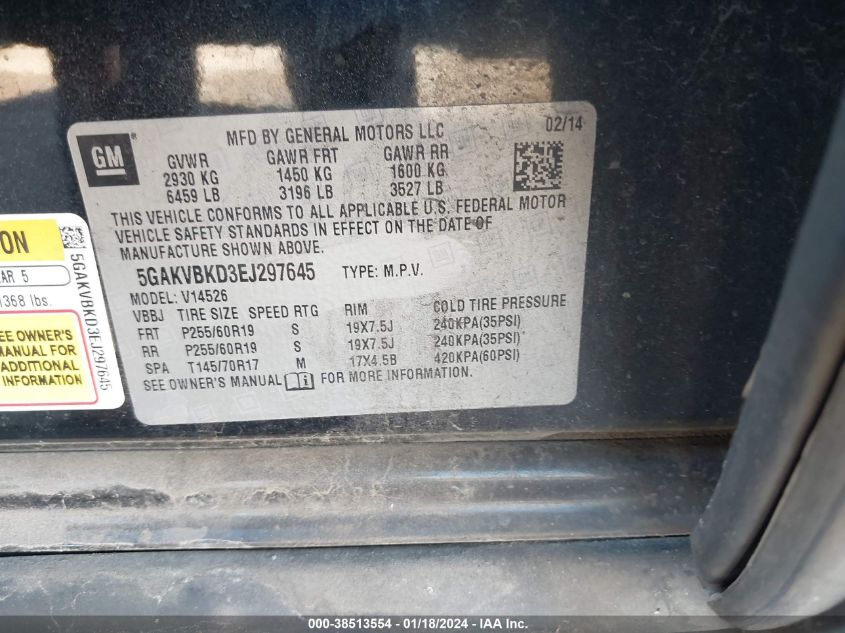 GM
MFD BY GENERAL MOTORS LLC 02/14
GVWR GAWR FRT GAWR RR
2930 KG 1450 KG 1600 KG
6459 LB 3196 LB 3527 LB
THIS VEHICLE CONFORMS TO ALL APPLICABLE U.S. FEDERAL MOTOR
VEHICLE SAFETY STANDARDS IN EFFECT ON THE DATE OF
MANUFACTURE SHOWN ABOVE.
5GAKVBKD3EJ297645 TYPE: M.P.V.
MODEL: V14526
VBBJ TIRE SIZE SPEED RTG RIM COLD TIRE PRESSURE
FRT P255/60R19 S 19X7.5J 240KPA(35PSI)
RR P255/60R19 S 19X7.5J 240KPA(35PSI)
SPA T145/70R17 M 17X4.5B 420KPA(60PSI)
SEE OWNER'S MANUAL FOR MORE INFORMATION.
ON
AR 5
1368 lbs.
EE OWNER'S
MANUAL FOR
ADDITIONAL
INFORMATION
5GAKVBKD3EJ297645
000-38513554 / 01/18/2024 - IAA Inc.